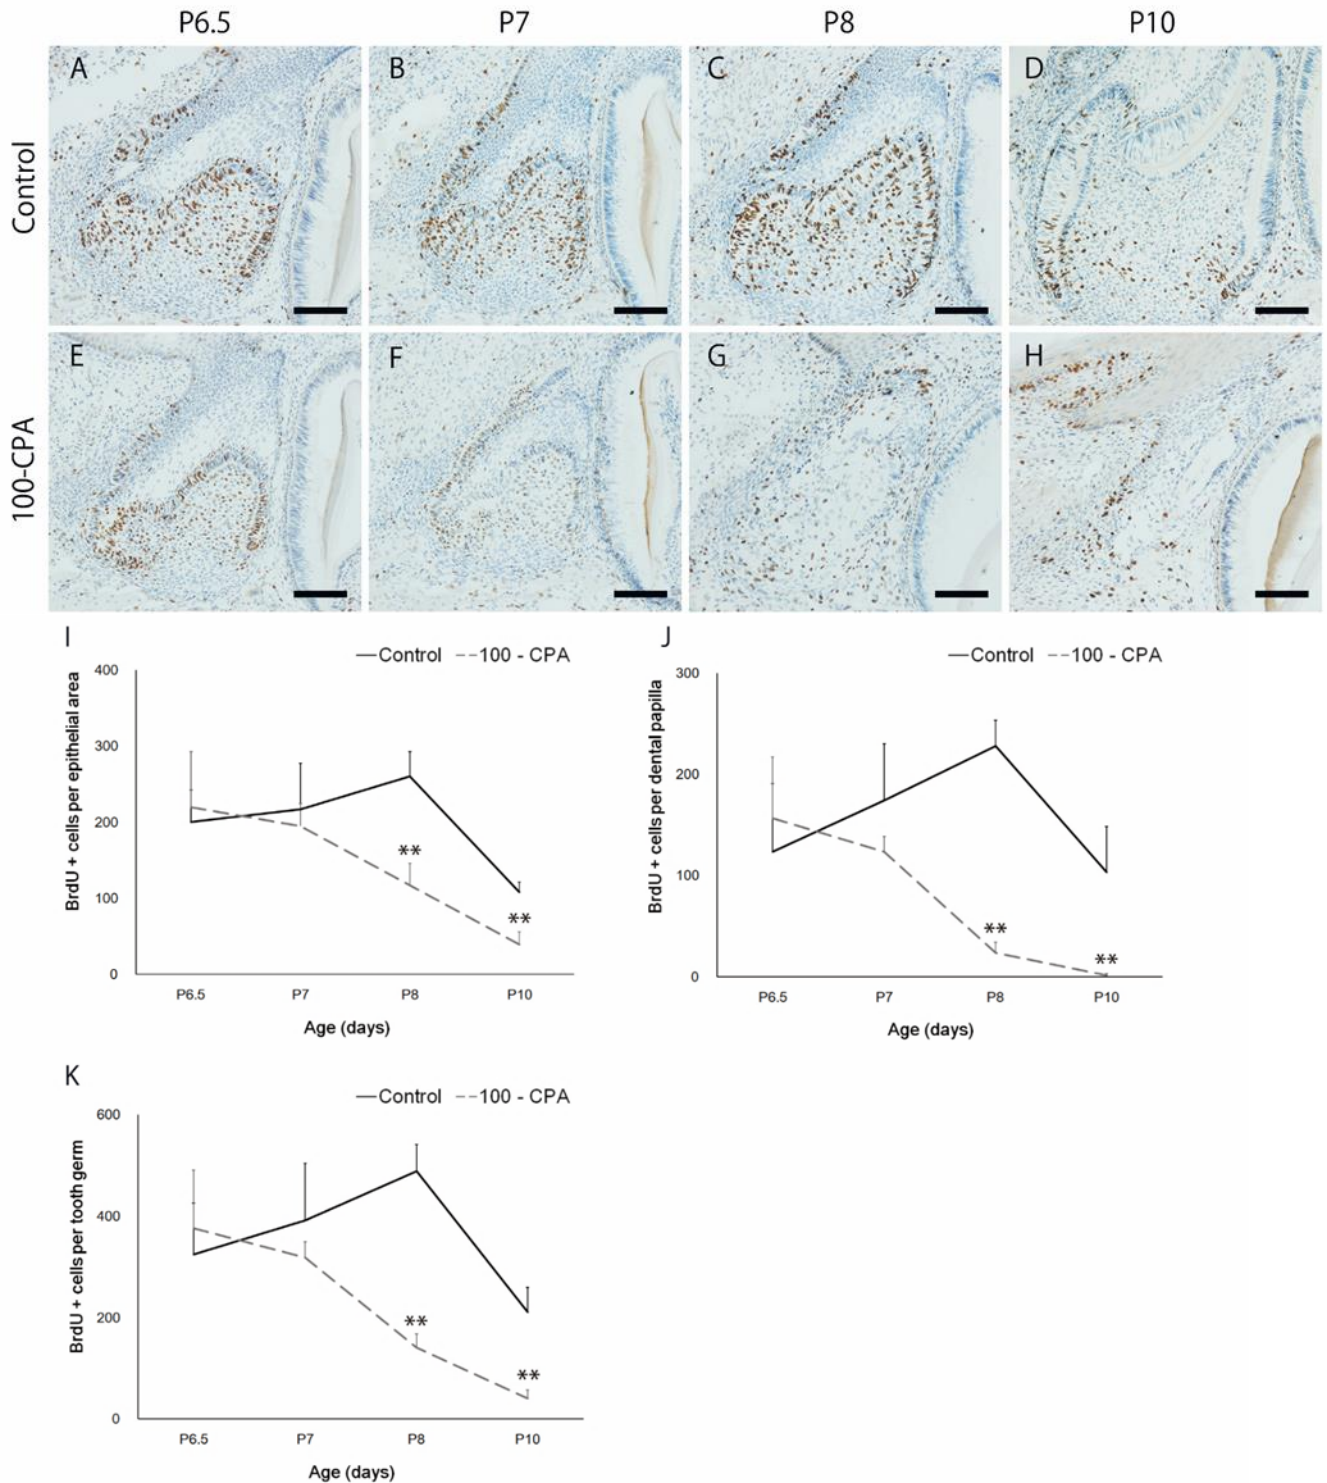 P6.5 P7 P8 P10
Control
A B C D
100-CPA
E F G H
I
Control 100 - CPA
BrdU + cells per epithelial area
400
300
200
100
0
**
**
P6.5 P7 P8 P10
Age (days)
J
Control 100 - CPA
BrdU + cells per dental papilla
300
200
100
0
**
**
P6.5 P7 P8 P10
Age (days)
K
Control 100 - CPA
BrdU + cells per tooth germ
600
400
200
0
**
**
P6.5 P7 P8 P10
Age (days)